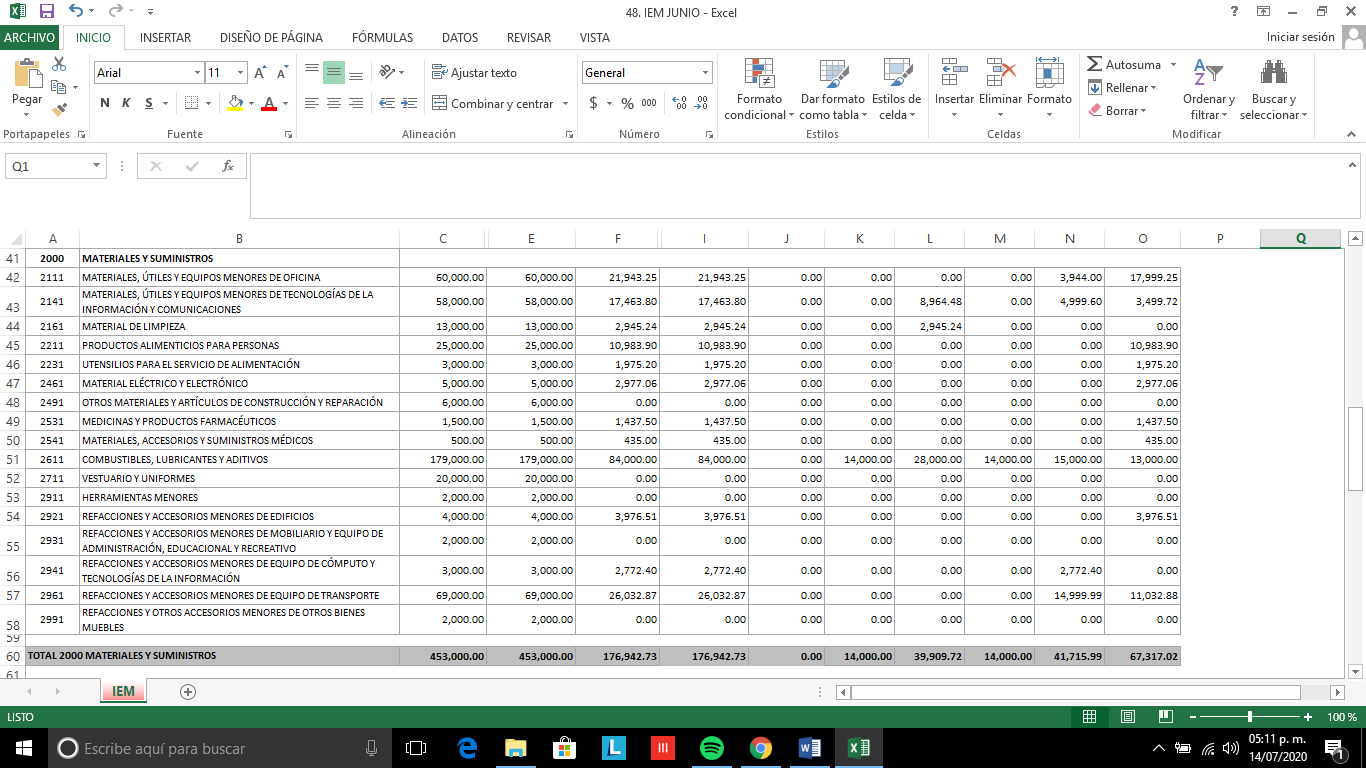 48. IEM JUNIO - Excel
ARCHIVO INICIO INSERTAR DISEÑO DE PÁGINA FÓRMULAS DATOS REVISAR VISTA Iniciar sesión
Pegar
Arial 11
N K S
Ajustar texto
Combinar y centrar
General
$ % 000
Formato condicional
Dar formato como tabla
Estilos de celda
Insertar Eliminar Formato
Autosuma
Rellenar
Borrar
Ordenar y filtrar
Buscar y seleccionar
Portapapeles Fuente Alineación Número Estilos Celdas Modificar
Q1 fx
A B C E F I J K L M N O P Q
41 2000 MATERIALES Y SUMINISTROS
42 2111 MATERIALES, ÚTILES Y EQUIPOS MENORES DE OFICINA 60,000.00 60,000.00 21,943.25 21,943.25 0.00 0.00 0.00 0.00 3,944.00 17,999.25
43 2141 MATERIALES, ÚTILES Y EQUIPOS MENORES DE TECNOLOGÍAS DE LA
INFORMACIÓN Y COMUNICACIONES 58,000.00 58,000.00 17,463.80 17,463.80 0.00 0.00 8,964.48 0.00 4,999.60 3,499.72
44 2161 MATERIAL DE LIMPIEZA 13,000.00 13,000.00 2,945.24 2,945.24 0.00 0.00 2,945.24 0.00 0.00 0.00
45 2211 PRODUCTOS ALIMENTICIOS PARA PERSONAS 25,000.00 25,000.00 10,983.90 10,983.90 0.00 0.00 0.00 0.00 0.00 10,983.90
46 2231 UTENSILIOS PARA EL SERVICIO DE ALIMENTACIÓN 3,000.00 3,000.00 1,975.20 1,975.20 0.00 0.00 0.00 0.00 0.00 1,975.20
47 2461 MATERIAL ELÉCTRICO Y ELECTRÓNICO 5,000.00 5,000.00 2,977.06 2,977.06 0.00 0.00 0.00 0.00 0.00 2,977.06
48 2491 OTROS MATERIALES Y ARTÍCULOS DE CONSTRUCCIÓN Y REPARACIÓN 6,000.00 6,000.00 0.00 0.00 0.00 0.00 0.00 0.00 0.00 0.00
49 2531 MEDICINAS Y PRODUCTOS FARMACÉUTICOS 1,500.00 1,500.00 1,437.50 1,437.50 0.00 0.00 0.00 0.00 0.00 1,437.50
50 2541 MATERIALES, ACCESORIOS Y SUMINISTROS MÉDICOS 500.00 500.00 435.00 435.00 0.00 0.00 0.00 0.00 0.00 435.00
51 2611 COMBUSTIBLES, LUBRICANTES Y ADITIVOS 179,000.00 179,000.00 84,000.00 84,000.00 0.00 14,000.00 28,000.00 14,000.00 15,000.00 13,000.00
52 2711 VESTUARIO Y UNIFORMES 20,000.00 20,000.00 0.00 0.00 0.00 0.00 0.00 0.00 0.00 0.00
53 2911 HERRAMIENTAS MENORES 2,000.00 2,000.00 0.00 0.00 0.00 0.00 0.00 0.00 0.00 0.00
54 2921 REFACCIONES Y ACCESORIOS MENORES DE EDIFICIOS 4,000.00 4,000.00 3,976.51 3,976.51 0.00 0.00 0.00 0.00 0.00 3,976.51
55 2931 REFACCIONES Y ACCESORIOS MENORES DE MOBILIARIO Y EQUIPO DE
ADMINISTRACIÓN, EDUCACIONAL Y RECREATIVO 2,000.00 2,000.00 0.00 0.00 0.00 0.00 0.00 0.00 0.00 0.00
56 2941 REFACCIONES Y ACCESORIOS MENORES DE EQUIPO DE CÓMPUTO Y
TECNOLOGÍAS DE LA INFORMACIÓN 3,000.00 3,000.00 2,772.40 2,772.40 0.00 0.00 0.00 0.00 2,772.40 0.00
57 2961 REFACCIONES Y ACCESORIOS MENORES DE EQUIPO DE TRANSPORTE 69,000.00 69,000.00 26,032.87 26,032.87 0.00 0.00 0.00 0.00 14,999.99 11,032.88
58 2991 REFACCIONES Y OTROS ACCESORIOS MENORES DE OTROS BIENES
MUEBLES 2,000.00 2,000.00 0.00 0.00 0.00 0.00 0.00 0.00 0.00 0.00
59
60 TOTAL 2000 MATERIALES Y SUMINISTROS 453,000.00 453,000.00 176,942.73 176,942.73 0.00 14,000.00 39,909.72 14,000.00 41,715.99 67,317.02
61
IEM
LISTO 100 %
Escribe aquí para buscar
05:11 p. m.
14/07/2020
1